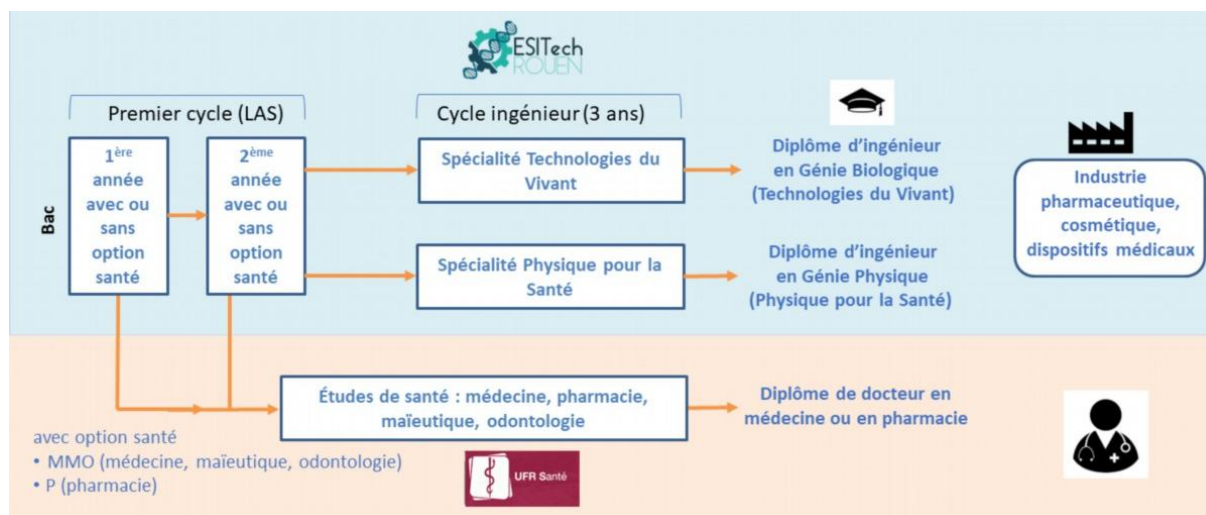 ESITech
ROUEN
Premier cycle (LAS)
Cycle ingénieur (3 ans)
Bac
1ère
année
avec ou
sans
option
santé
2ème
année
avec ou
sans
option
santé
Spécialité Technologies du
Vivant
Diplôme d’ingénieur
en Génie Biologique
(Technologies du Vivant)
Industrie
pharmaceutique,
cosmétique,
dispositifs médicaux
Spécialité Physique pour la
Santé
Diplôme d’ingénieur
en Génie Physique
(Physique pour la Santé)
Études de santé : médecine, pharmacie,
maïeutique, odontologie
Diplôme de docteur en
médecine ou en pharmacie
avec option santé
• MMO (médecine, maïeutique, odontologie)
• P (pharmacie)
UFR Santé